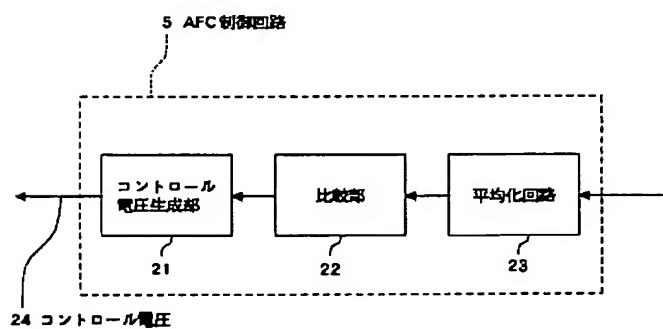 5 AFC制御回路
コントロール
電圧生成部
比較部
平均化回路
21
22
23
24 コントロール電圧